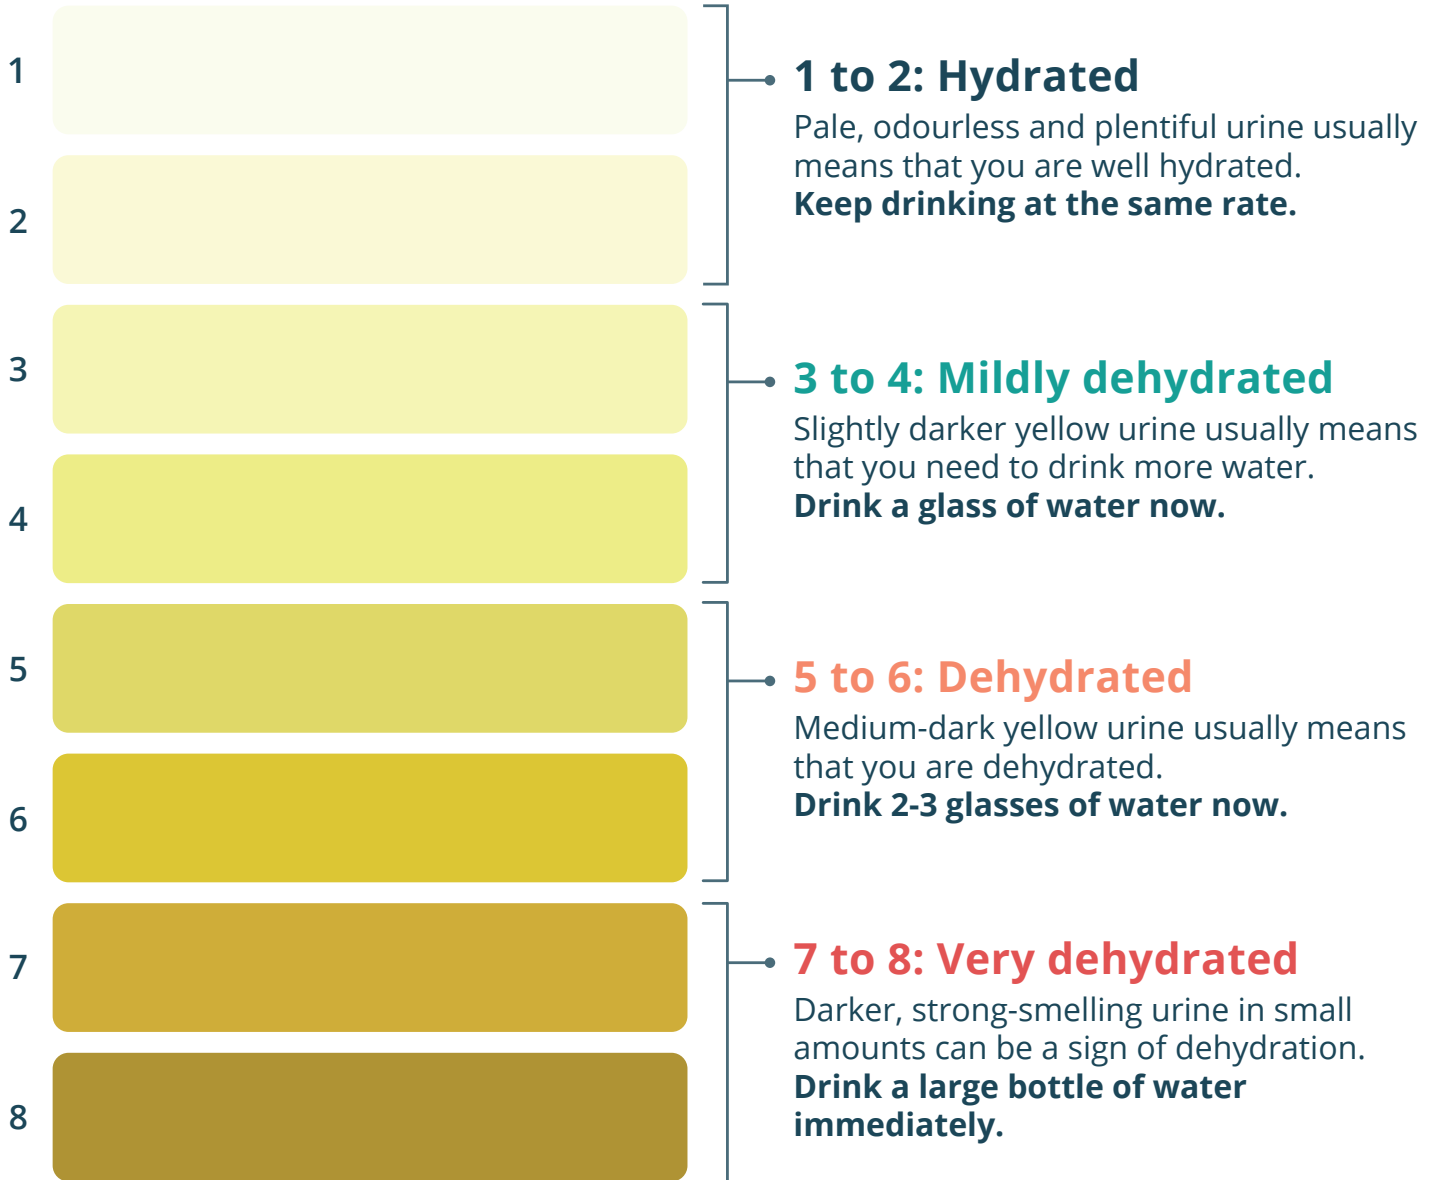 1
1 to 2: Hydrated
Pale, odourless and plentiful urine usually
means that you are well hydrated.
Keep drinking at the same rate.
2
3
3 to 4: Mildly dehydrated
Slightly darker yellow urine usually means
that you need to drink more water.
Drink a glass of water now.
4
5
5 to 6: Dehydrated
Medium-dark yellow urine usually means
that you are dehydrated.
Drink 2-3 glasses of water now.
6
7
7 to 8: Very dehydrated
Darker, strong-smelling urine in small
amounts can be a sign of dehydration.
Drink a large bottle of water
immediately.
8